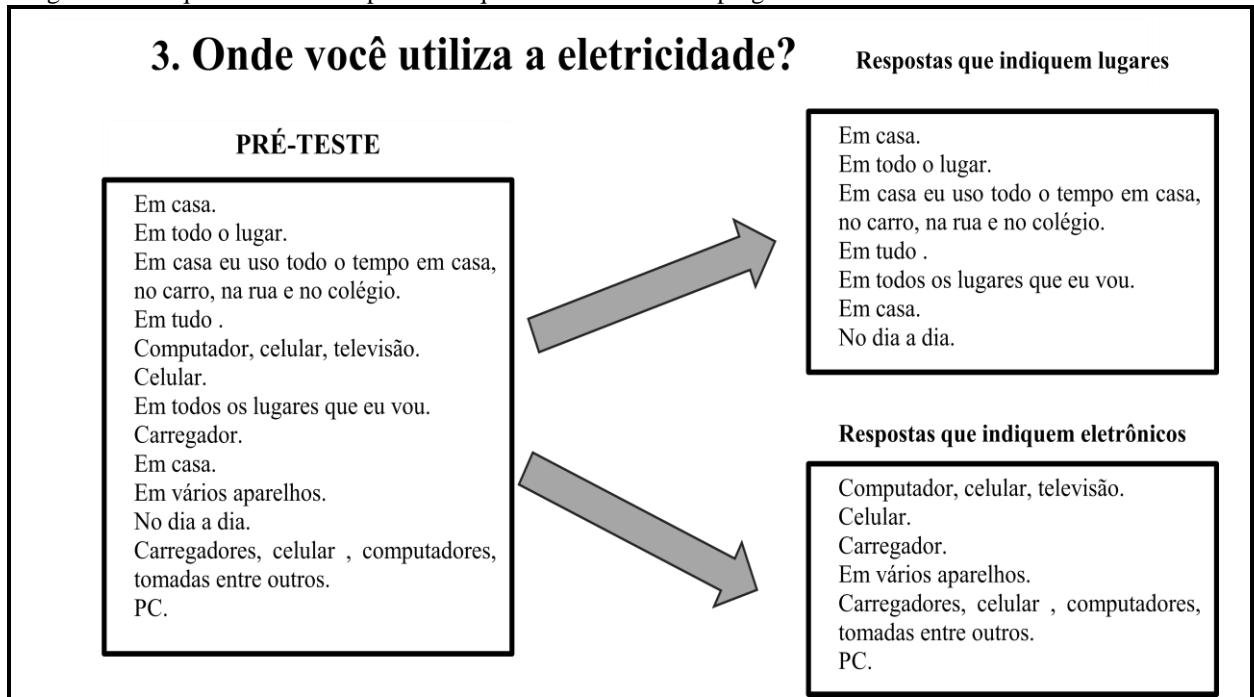 3. Onde você utiliza a eletricidade?
PRÉ-TESTE
Em casa.
Em todo o lugar.
Em casa eu uso todo o tempo em casa,
no carro, na rua e no colégio.
Em tudo .
Computador, celular, televisão.
Celular.
Em todos os lugares que eu vou.
Carregador.
Em casa.
Em vários aparelhos.
No dia a dia.
Carregadores, celular , computadores,
tomadas entre outros.
PC.
Respostas que indiquem lugares
Em casa.
Em todo o lugar.
Em casa eu uso todo o tempo em casa,
no carro, na rua e no colégio.
Em tudo .
Em todos os lugares que eu vou.
Em casa.
No dia a dia.
Respostas que indiquem eletrônicos
Computador, celular, televisão.
Celular.
Carregador.
Em vários aparelhos.
Carregadores, celular , computadores,
tomadas entre outros.
PC.